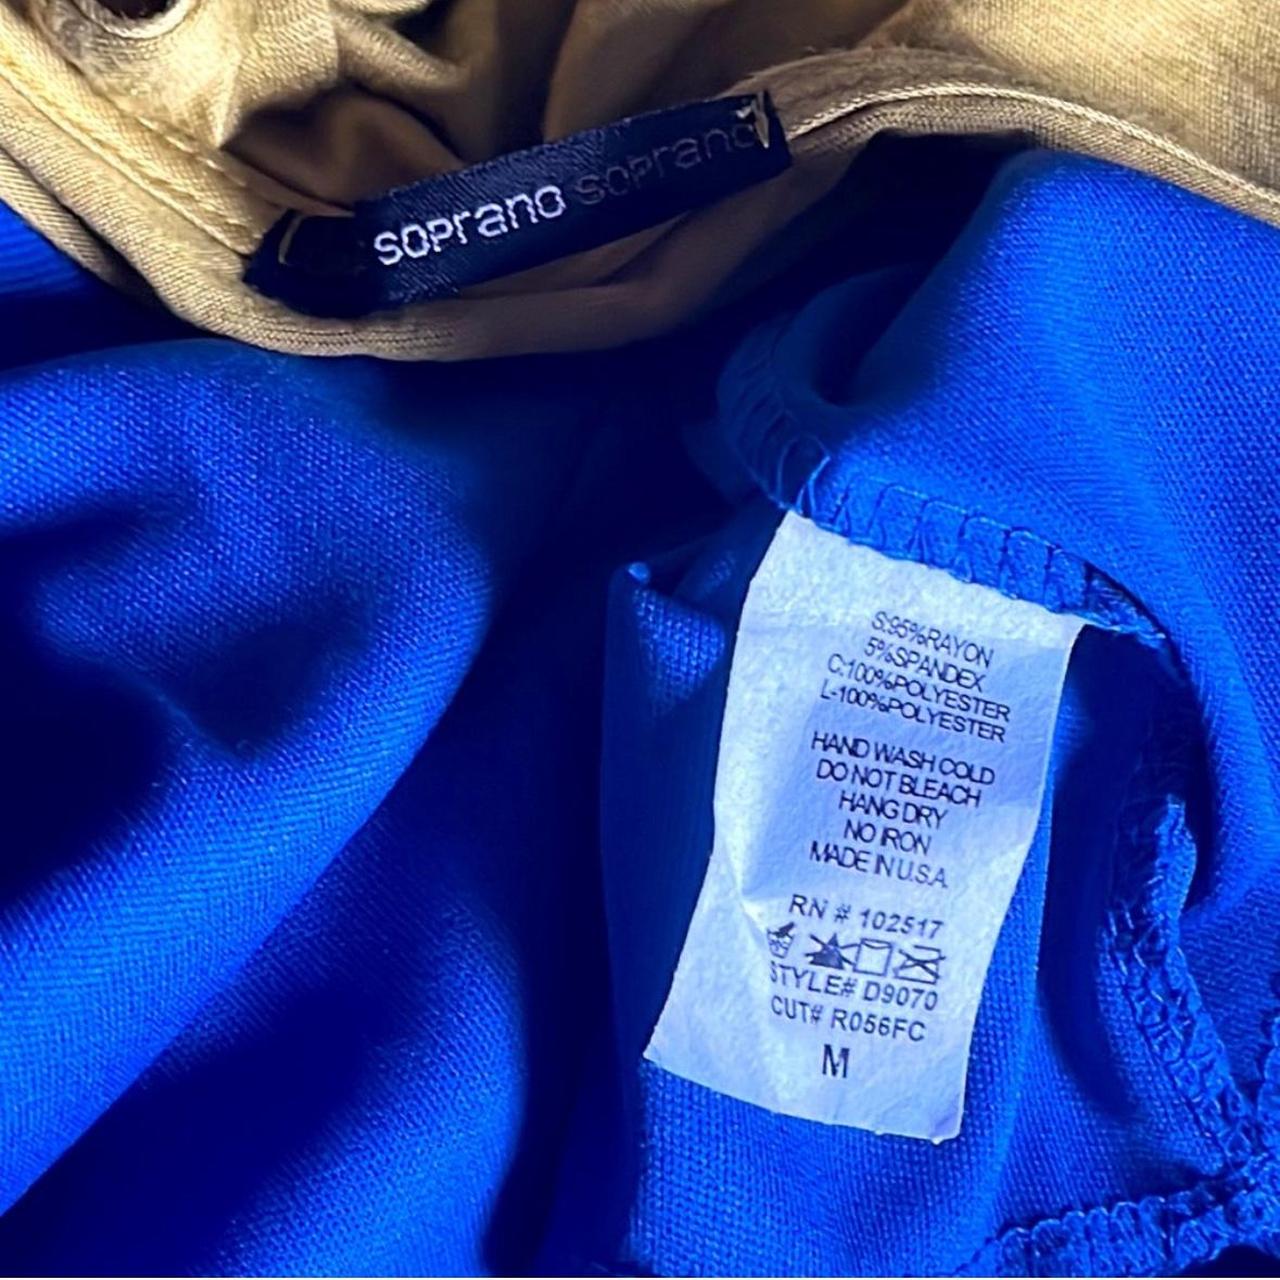 soprano soprano
S:95%RAYON
5%SPANDEX
C:100%POLYESTER
L-100%POLYESTER
HAND WASH COLD
DO NOT BLEACH
HANG DRY
NO IRON
MADE IN U.S.A.
RN # 102517
STYLE# D9070
CUT# R056FC
M